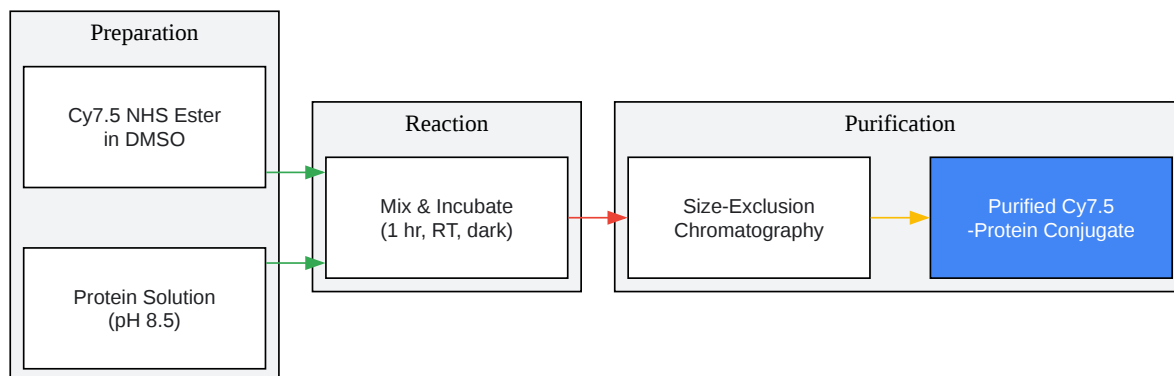 Preparation
Cy7.5 NHS Ester
in DMSO
Protein Solution
(pH 8.5)
Reaction
Mix & Incubate
(1 hr, RT, dark)
Purification
Size-Exclusion
Chromatography
Purified Cy7.5
-Protein Conjugate